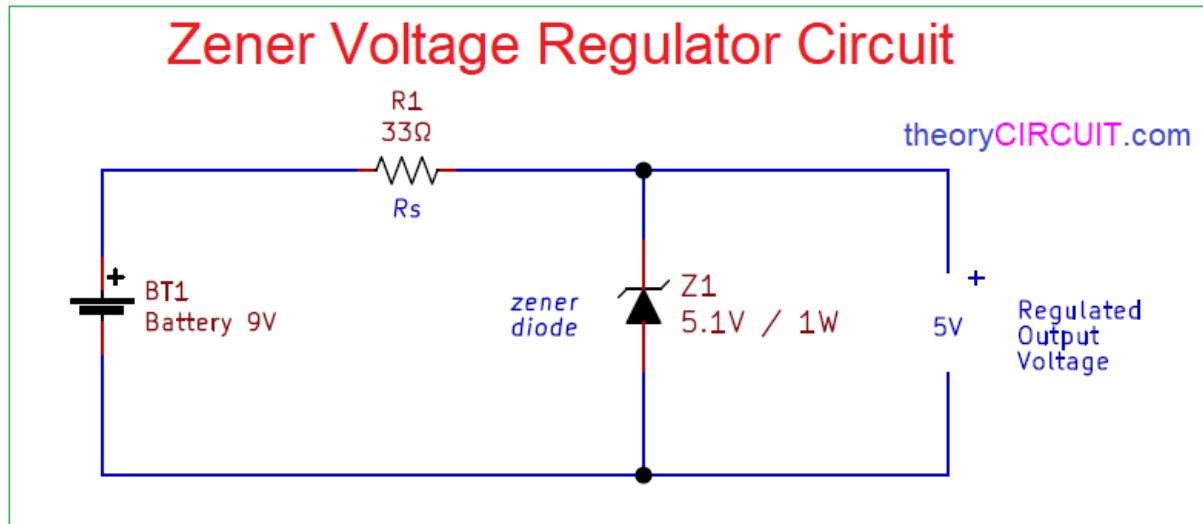 Zener Voltage Regulator Circuit
R1
33Ω
theoryCIRCUIT.com
Rs
+
BT1
Battery 9V
zener
diode
Z1
5.1V / 1W
+
5V
Regulated
Output
Voltage